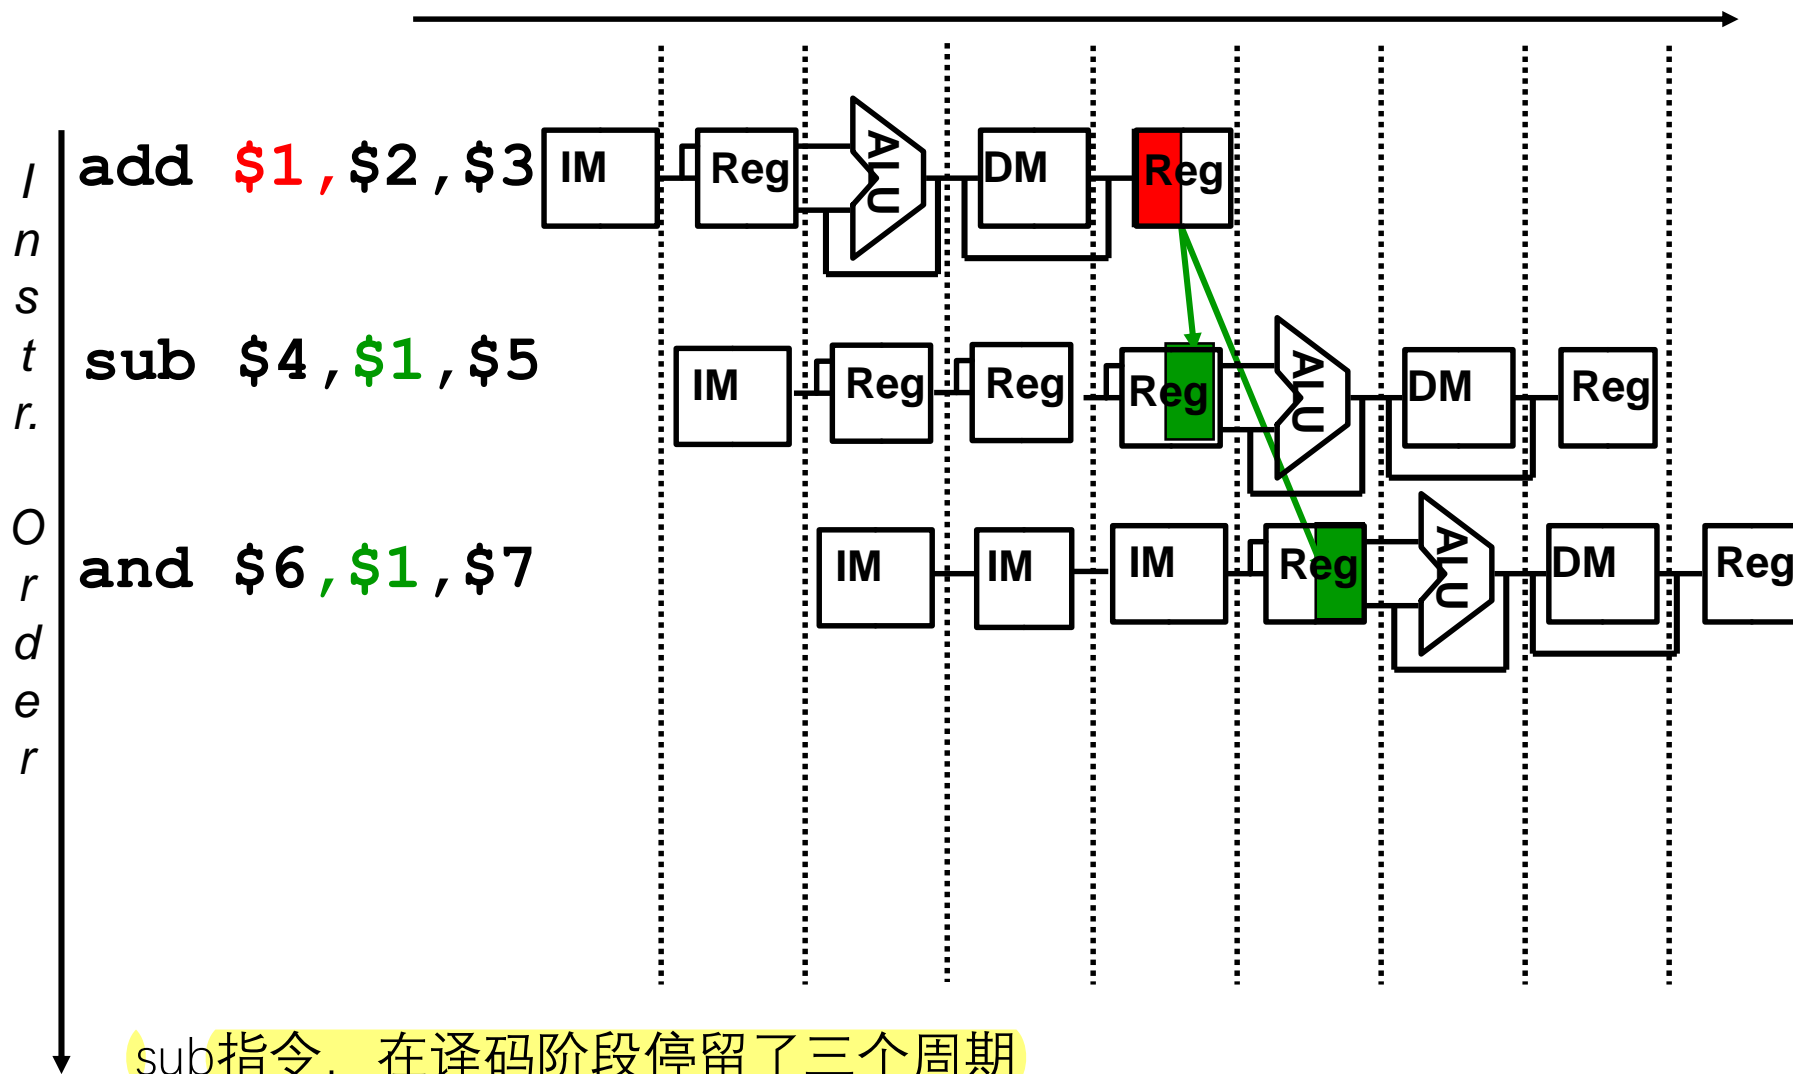 Instr. Order
add $1,$2,$3 IM Reg ALU DM Reg
sub $4,$1,$5 IM Reg Reg Reg ALU DM Reg
and $6,$1,$7 IM IM IM Reg ALU DM Reg
sub指令，在译码阶段停留了三个周期